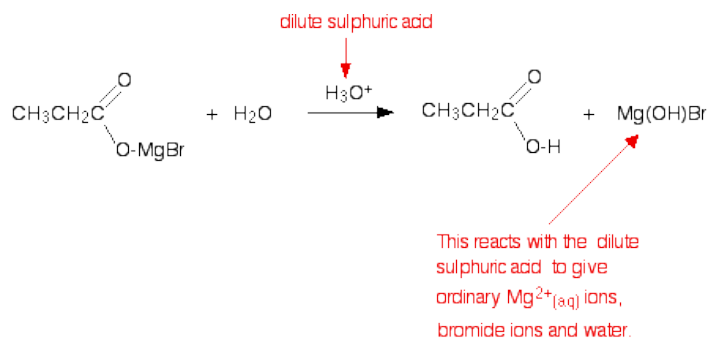 dilute sulphuric acid
O
O
H₃O⁺
CH₃CH₂C + H₂O CH₃CH₂C + Mg(OH)Br
O-MgBr
O-H
This reacts with the dilute
sulphuric acid to give
ordinary Mg²⁺(aq) ions,
bromide ions and water.